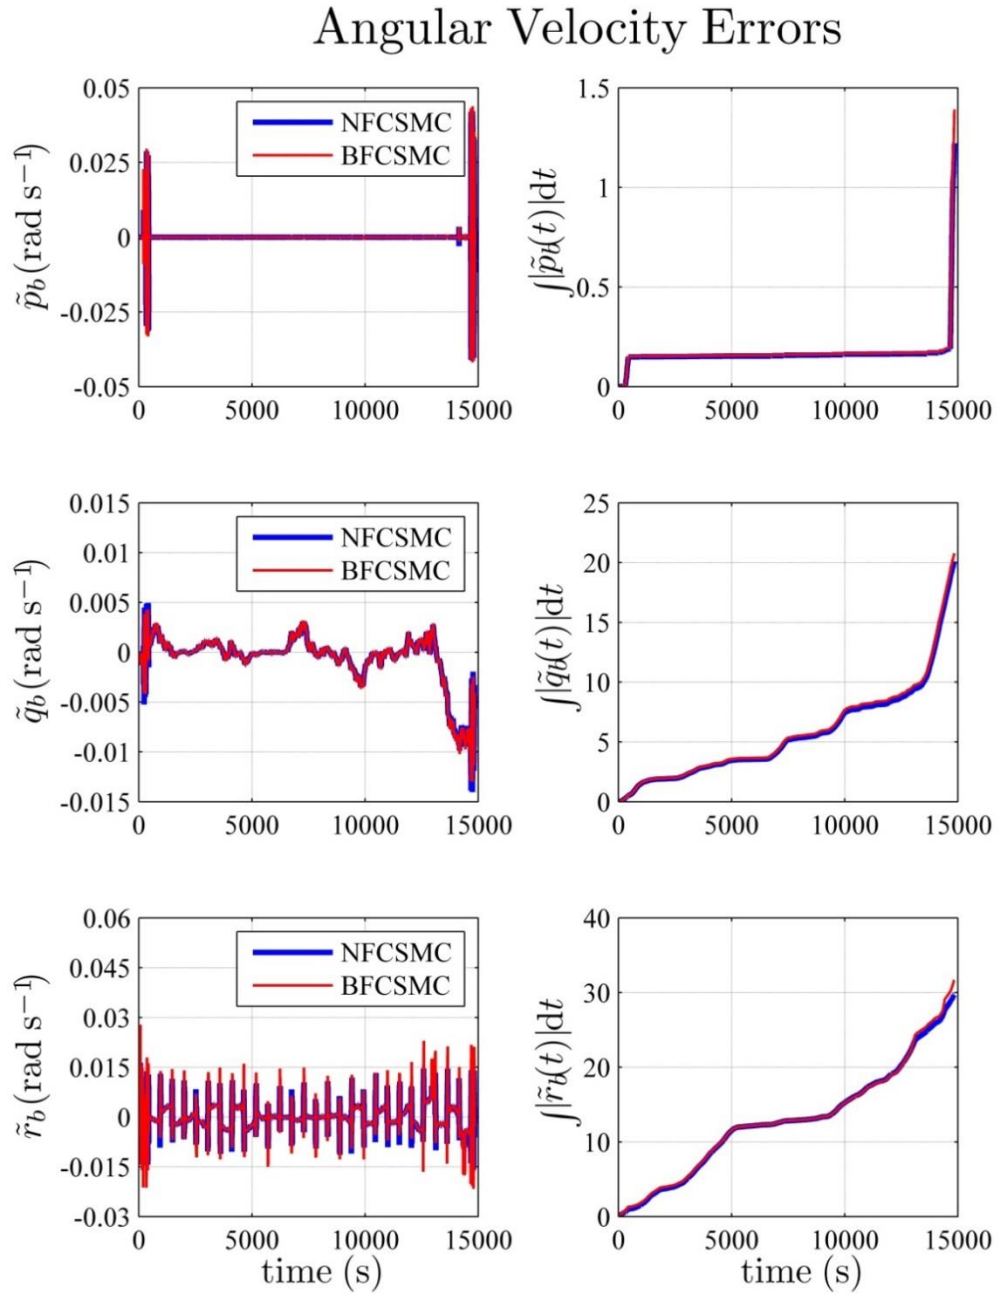 Angular Velocity Errors
p̃_b (rad s⁻¹)
0.05
0.025
0
-0.025
-0.05
NFCSMC
BFCSMC
0 5000 10000 15000
∫|p̃_b(t)|dt
1.5
1
0.5
0
0 5000 10000 15000
q̃_b (rad s⁻¹)
0.015
0.01
0.005
0
-0.005
-0.01
-0.015
NFCSMC
BFCSMC
0 5000 10000 15000
∫|q̃_b(t)|dt
25
20
15
10
5
0
0 5000 10000 15000
r̃_b (rad s⁻¹)
0.06
0.045
0.03
0.015
0
-0.015
-0.03
NFCSMC
BFCSMC
0 5000 10000 15000
time (s)
∫|r̃_b(t)|dt
40
30
20
10
0
0 5000 10000 15000
time (s)